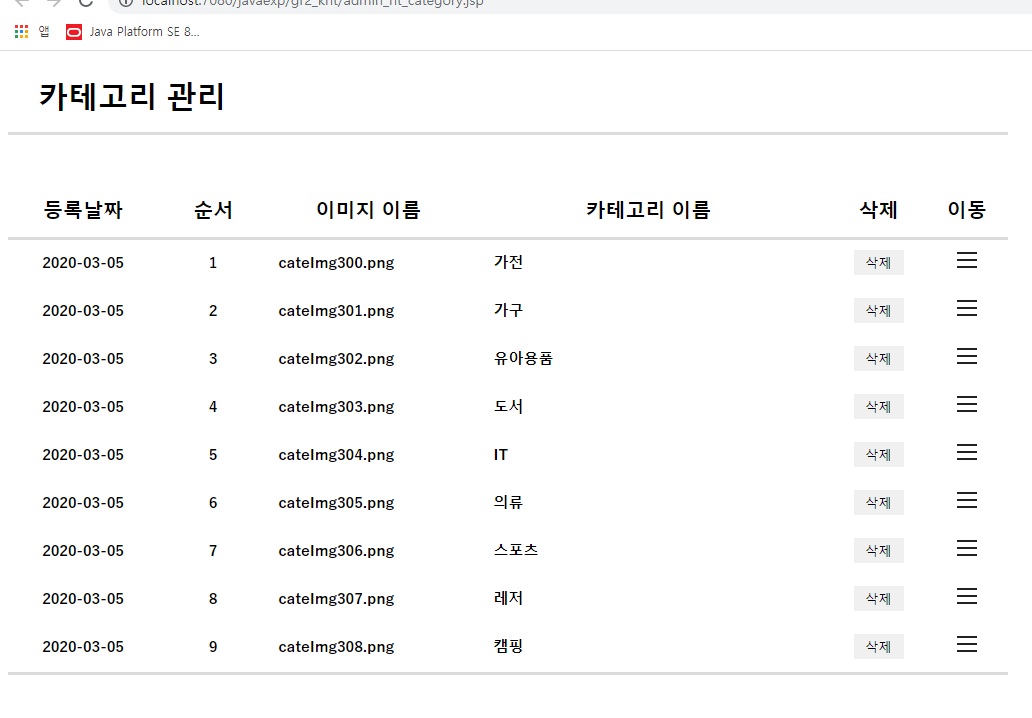 localhost:7080/javaexp/gr2_kht/admin_ht_category.jsp
앱 Java Platform SE 8...
카테고리 관리
등록날짜 순서 이미지 이름 카테고리 이름 삭제 이동
2020-03-05 1 cateImg300.png 가전 삭제
2020-03-05 2 cateImg301.png 가구 삭제
2020-03-05 3 cateImg302.png 유아용품 삭제
2020-03-05 4 cateImg303.png 도서 삭제
2020-03-05 5 cateImg304.png IT 삭제
2020-03-05 6 cateImg305.png 의류 삭제
2020-03-05 7 cateImg306.png 스포츠 삭제
2020-03-05 8 cateImg307.png 레저 삭제
2020-03-05 9 cateImg308.png 캠핑 삭제